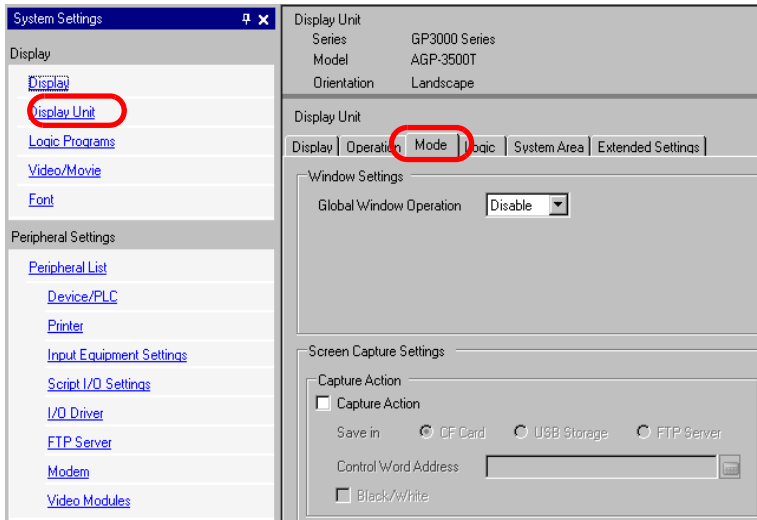 System Settings
Display
Display
Display Unit
Logic Programs
Video/Movie
Font
Peripheral Settings
Peripheral List
Device/PLC
Printer
Input Equipment Settings
Script I/O Settings
I/O Driver
FTP Server
Modem
Video Modules
Display Unit
Series GP3000 Series
Model AGP-3500T
Orientation Landscape
Display Unit
Display Operation Mode Logic System Area Extended Settings
Window Settings
Global Window Operation Disable
Screen Capture Settings
Capture Action
Capture Action
Save in CF Card USB Storage FTP Server
Control Word Address
Black/White